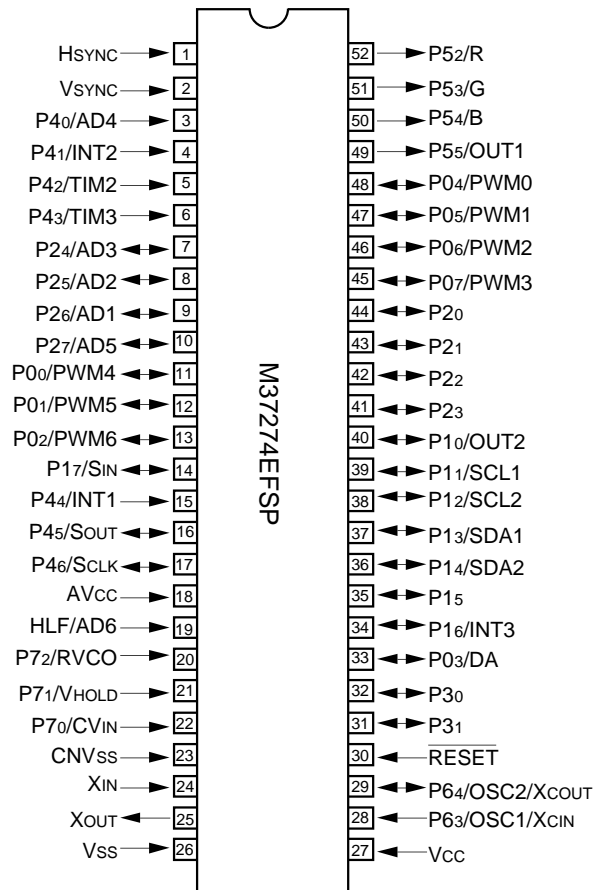 HSYNC 1 52 P52/R
VSYNC 2 51 P53/G
P40/AD4 3 50 P54/B
P41/INT2 4 49 P55/OUT1
P42/TIM2 5 48 P04/PWM0
P43/TIM3 6 47 P05/PWM1
P24/AD3 7 46 P06/PWM2
P25/AD2 8 45 P07/PWM3
P26/AD1 9 44 P20
P27/AD5 10 43 P21
P00/PWM4 11 42 P22
P01/PWM5 12 41 P23
P02/PWM6 13 40 P10/OUT2
P17/SIN 14 39 P11/SCL1
P44/INT1 15 38 P12/SCL2
P45/SOUT 16 37 P13/SDA1
P46/SCLK 17 36 P14/SDA2
AVCC 18 35 P15
HLF/AD6 19 34 P16/INT3
P72/RVCO 20 33 P03/DA
P71/VHOLD 21 32 P30
P70/CVIN 22 31 P31
CNVSS 23 30 RESET
XIN 24 29 P64/OSC2/XCOUT
XOUT 25 28 P63/OSC1/XCIN
VSS 26 27 VCC
M37274EFSP